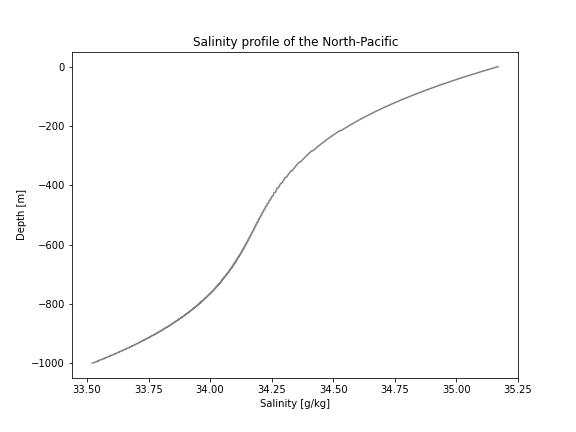 Salinity profile of the North-Pacific
0
−200
−400
−600
−800
−1000
Depth [m]
33.50 33.75 34.00 34.25 34.50 34.75 35.00 35.25
Salinity [g/kg]